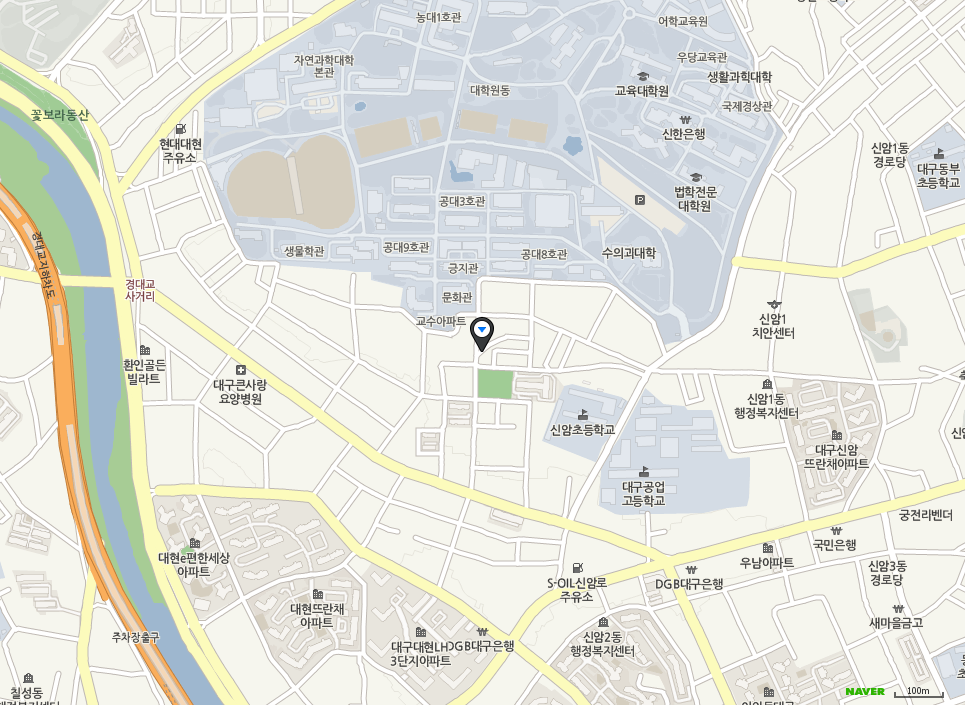 농대1호관
어학교육원
자연과학대학
본관
우당교육관
생활과학대학
대학원동
교육대학원
국제경상관
꽃보라동산
신한은행
현대대현
주유소
신암1동
경로당
대구동부
초등학교
법학전문
대학원
P
공대3호관
생물학관
공대9호관
공대8호관
수의과대학
경대교지하차도
긍지관
경대교
사거리
문화관
교수아파트
신암1
치안센터
환인골든
빌라트
대구큰사랑
요양병원
신암1동
행정복지센터
신암초등학교
대구신암
뜨란채아파트
대구공업
고등학교
궁전리벤더
국민은행
대현e편한세상
아파트
우남아파트
신암3동
경로당
S-OIL신암로
주유소
DGB대구은행
대현뜨란채
아파트
새마을금고
주차장출구
대구대현LH
3단지아파트
DGB대구은행
신암2동
행정복지센터
칠성동
NAVER
100m